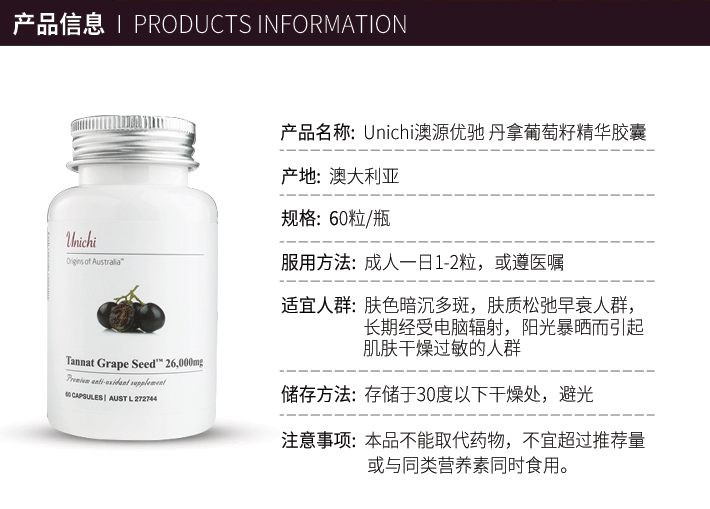 产品信息 | PRODUCTS INFORMATION
产品名称: Unichi澳源优驰 丹拿葡萄籽精华胶囊
产地: 澳大利亚
规格: 60粒/瓶
服用方法: 成人一日1-2粒，或遵医嘱
适宜人群: 肤色暗沉多斑，肤质松弛早衰人群，
长期经受电脑辐射，阳光暴晒而引起
肌肤干燥过敏的人群
储存方法: 存储于30度以下干燥处，避光
注意事项: 本品不能取代药物，不宜超过推荐量
或与同类营养素同时食用。
Unichi
Origins of Australia™
Tannat Grape Seed™ 26,000mg
Premium anti-oxidant supplement
60 CAPSULES | AUST L 272744